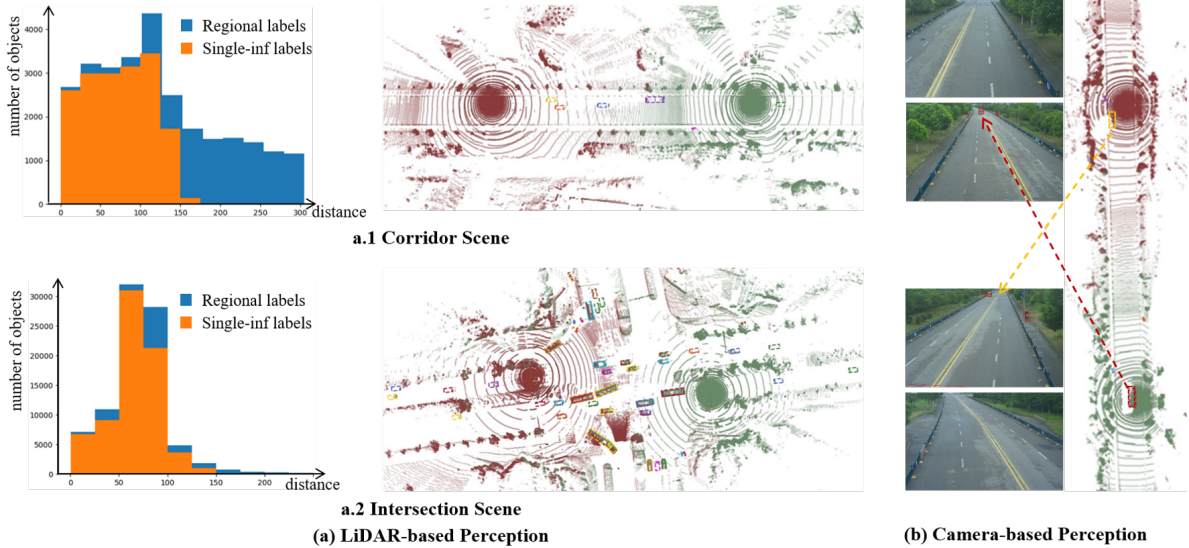 number of objects
4000
3000
2000
1000
0
Regional labels
Single-inf labels
0 50 100 150 200 250 300
distance
a.1 Corridor Scene
number of objects
30000
25000
20000
15000
10000
5000
0
Regional labels
Single-inf labels
0 50 100 150 200
distance
a.2 Intersection Scene
(a) LiDAR-based Perception
(b) Camera-based Perception